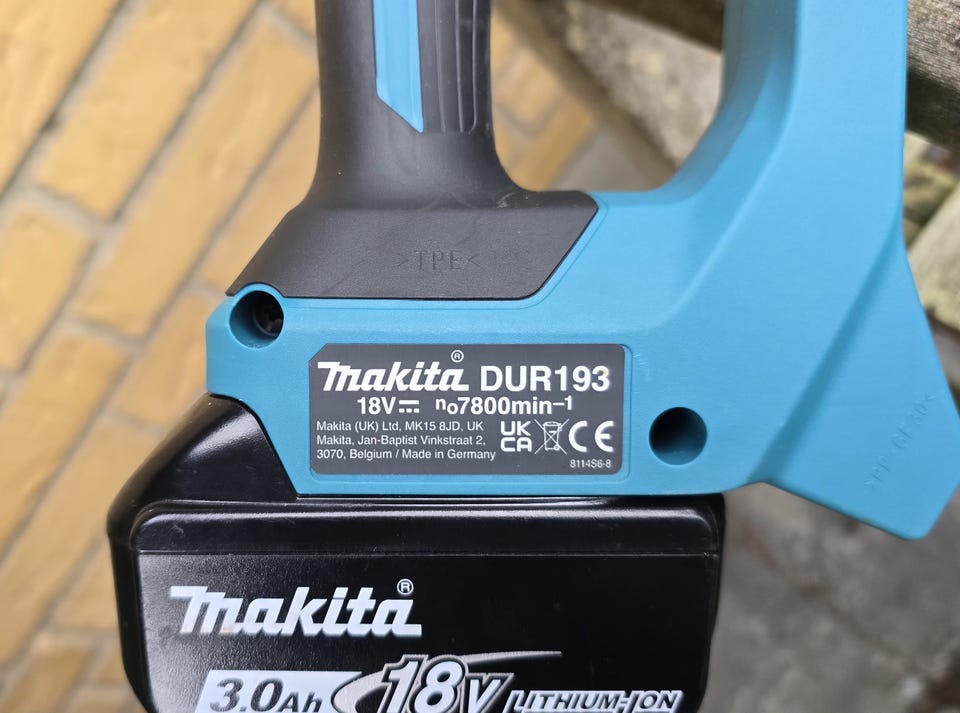 >TPE<
Makita® DUR193
18V⎓ n₀7800min⁻¹
Makita (UK) Ltd, MK15 8JD, UK
Makita, Jan-Baptist Vinkstraat 2,
3070, Belgium / Made in Germany
UK
CA
CE
8114S6-8
Makita®
3.0Ah 18V LITHIUM-ION